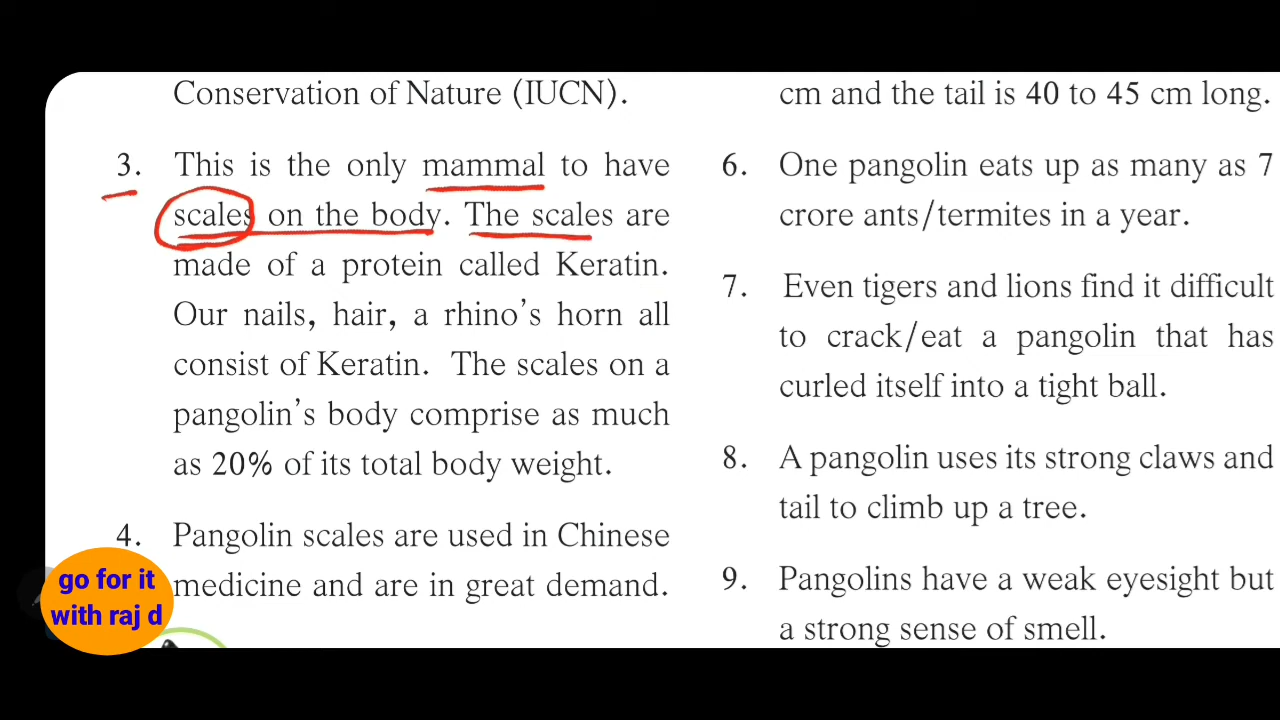 Conservation of Nature (IUCN).
3. This is the only mammal to have
scales on the body. The scales are
made of a protein called Keratin.
Our nails, hair, a rhino's horn all
consist of Keratin. The scales on a
pangolin's body comprise as much
as 20% of its total body weight.
4. Pangolin scales are used in Chinese
medicine and are in great demand.
cm and the tail is 40 to 45 cm long.
6. One pangolin eats up as many as 7
crore ants/termites in a year.
7. Even tigers and lions find it difficult
to crack/eat a pangolin that has
curled itself into a tight ball.
8. A pangolin uses its strong claws and
tail to climb up a tree.
9. Pangolins have a weak eyesight but
a strong sense of smell.
go for it
with raj d